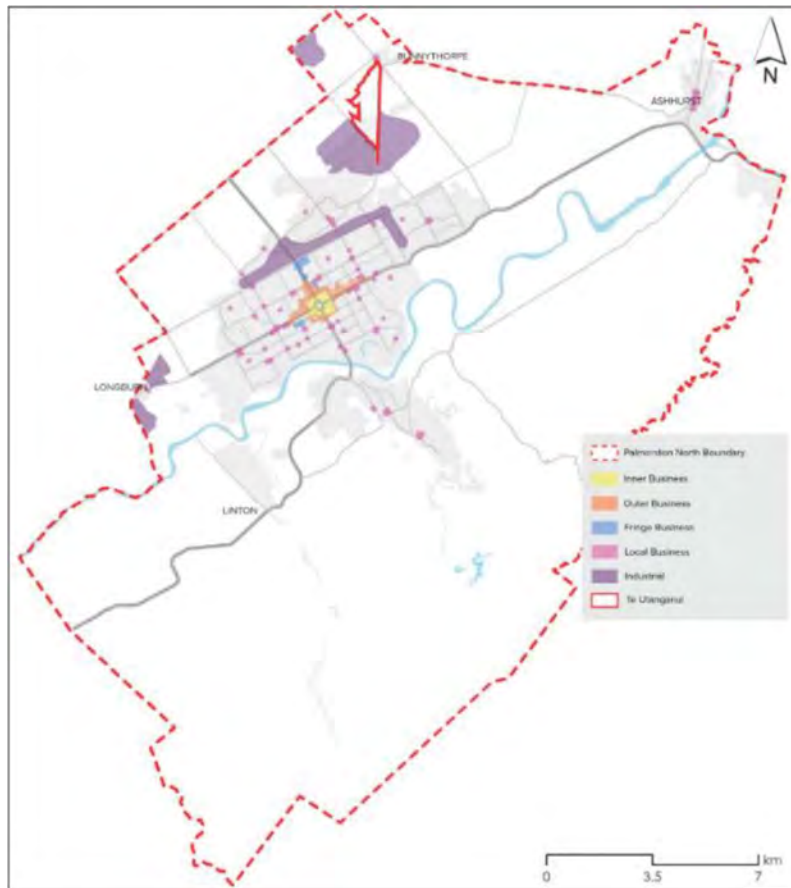 BUNNYTHORPE
ASHHURST
N
LONGBURN
LINTON
Palmerston North Boundary
Inner Business
Outer Business
Fringe Business
Local Business
Industrial
Te Utanganui
km
0 3.5 7